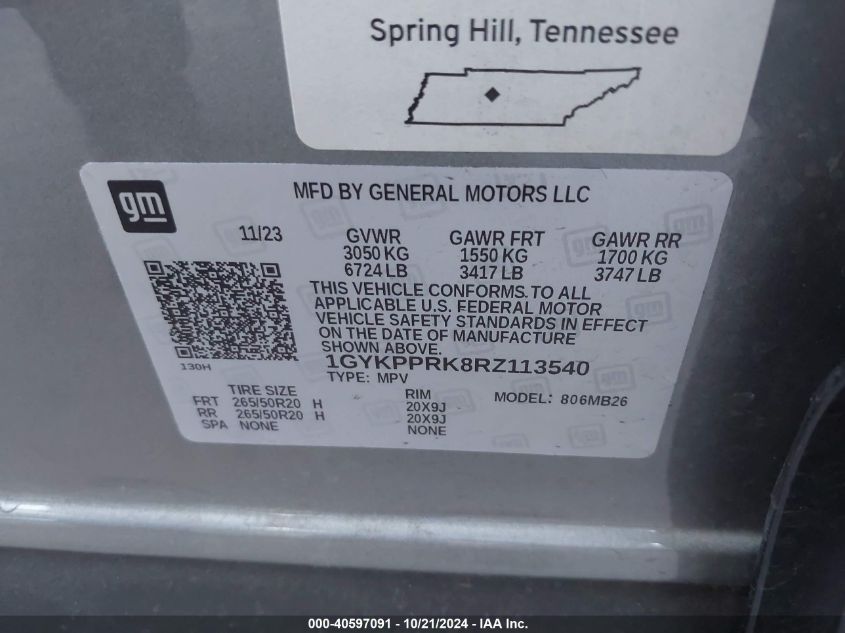 Spring Hill, Tennessee
gm
MFD BY GENERAL MOTORS LLC
11/23 GVWR GAWR FRT GAWR RR
3050 KG 1550 KG 1700 KG
6724 LB 3417 LB 3747 LB
THIS VEHICLE CONFORMS TO ALL
APPLICABLE U.S. FEDERAL MOTOR
VEHICLE SAFETY STANDARDS IN EFFECT
ON THE DATE OF MANUFACTURE
SHOWN ABOVE.
130H 1GYKPPRK8RZ113540
TYPE: MPV
TIRE SIZE RIM MODEL: 806MB26
FRT 265/50R20 H 20X9J
RR 265/50R20 H 20X9J
SPA NONE NONE
000-40597091 - 10/21/2024 - IAA Inc.